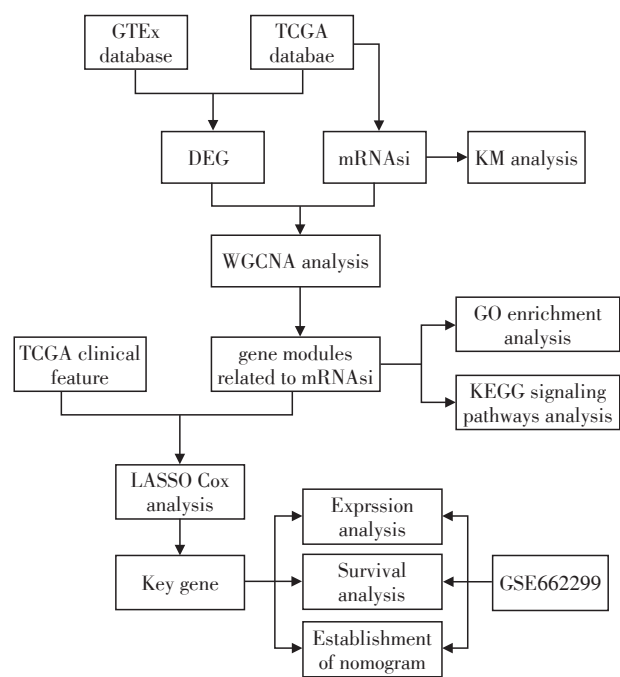 GTEx
database
TCGA
databae
DEG
mRNAsi
KM analysis
WGCNA analysis
GO enrichment
analysis
TCGA clinical
feature
gene modules
related to mRNAsi
KEGG signaling
pathways analysis
LASSO Cox
analysis
Exprssion
analysis
Key gene
Survival
analysis
GSE662299
Establishment
of nomogram